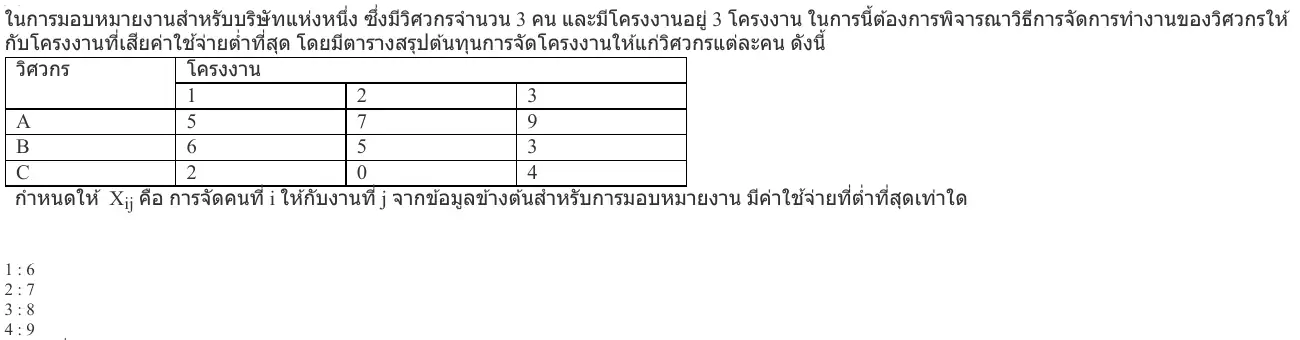 ในการมอบหมายงานสำหรับบริษัทแห่งหนึ่ง ซึ่งมีวิศวกรจำนวน 3 คน และมีโครงงานอยู่ 3 โครงงาน ในการนี้ต้องการพิจารณาวิธีการจัดการทำงานของวิศวกรให้
กับโครงงานที่เสียค่าใช้จ่ายต่ำที่สุด โดยมีตารางสรุปต้นทุนการจัดโครงงานให้แก่วิศวกรแต่ละคน ดังนี้
วิศวกร โครงงาน
1 2 3
A 5 7 9
B 6 5 3
C 2 0 4
กำหนดให้ Xij คือ การจัดคนที่ i ให้กับงานที่ j จากข้อมูลข้างต้นสำหรับการมอบหมายงาน มีค่าใช้จ่ายที่ต่ำที่สุดเท่าใด
1 : 6
2 : 7
3 : 8
4 : 9